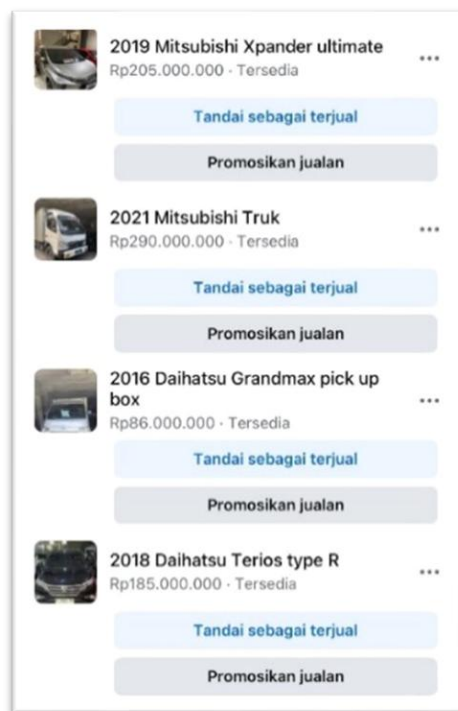 2019 Mitsubishi Xpander ultimate
Rp205.000.000 · Tersedia
Tandai sebagai terjual
Promosikan jualan
2021 Mitsubishi Truk
Rp290.000.000 · Tersedia
Tandai sebagai terjual
Promosikan jualan
2016 Daihatsu Grandmax pick up
box
Rp86.000.000 · Tersedia
Tandai sebagai terjual
Promosikan jualan
2018 Daihatsu Terios type R
Rp185.000.000 · Tersedia
Tandai sebagai terjual
Promosikan jualan